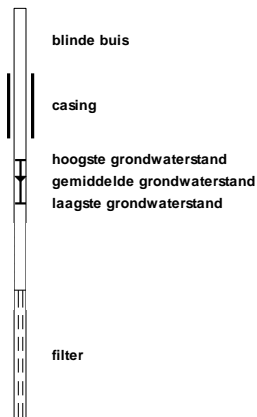 blinde buis
casing
hoogste grondwaterstand
gemiddelde grondwaterstand
laagste grondwaterstand
filter